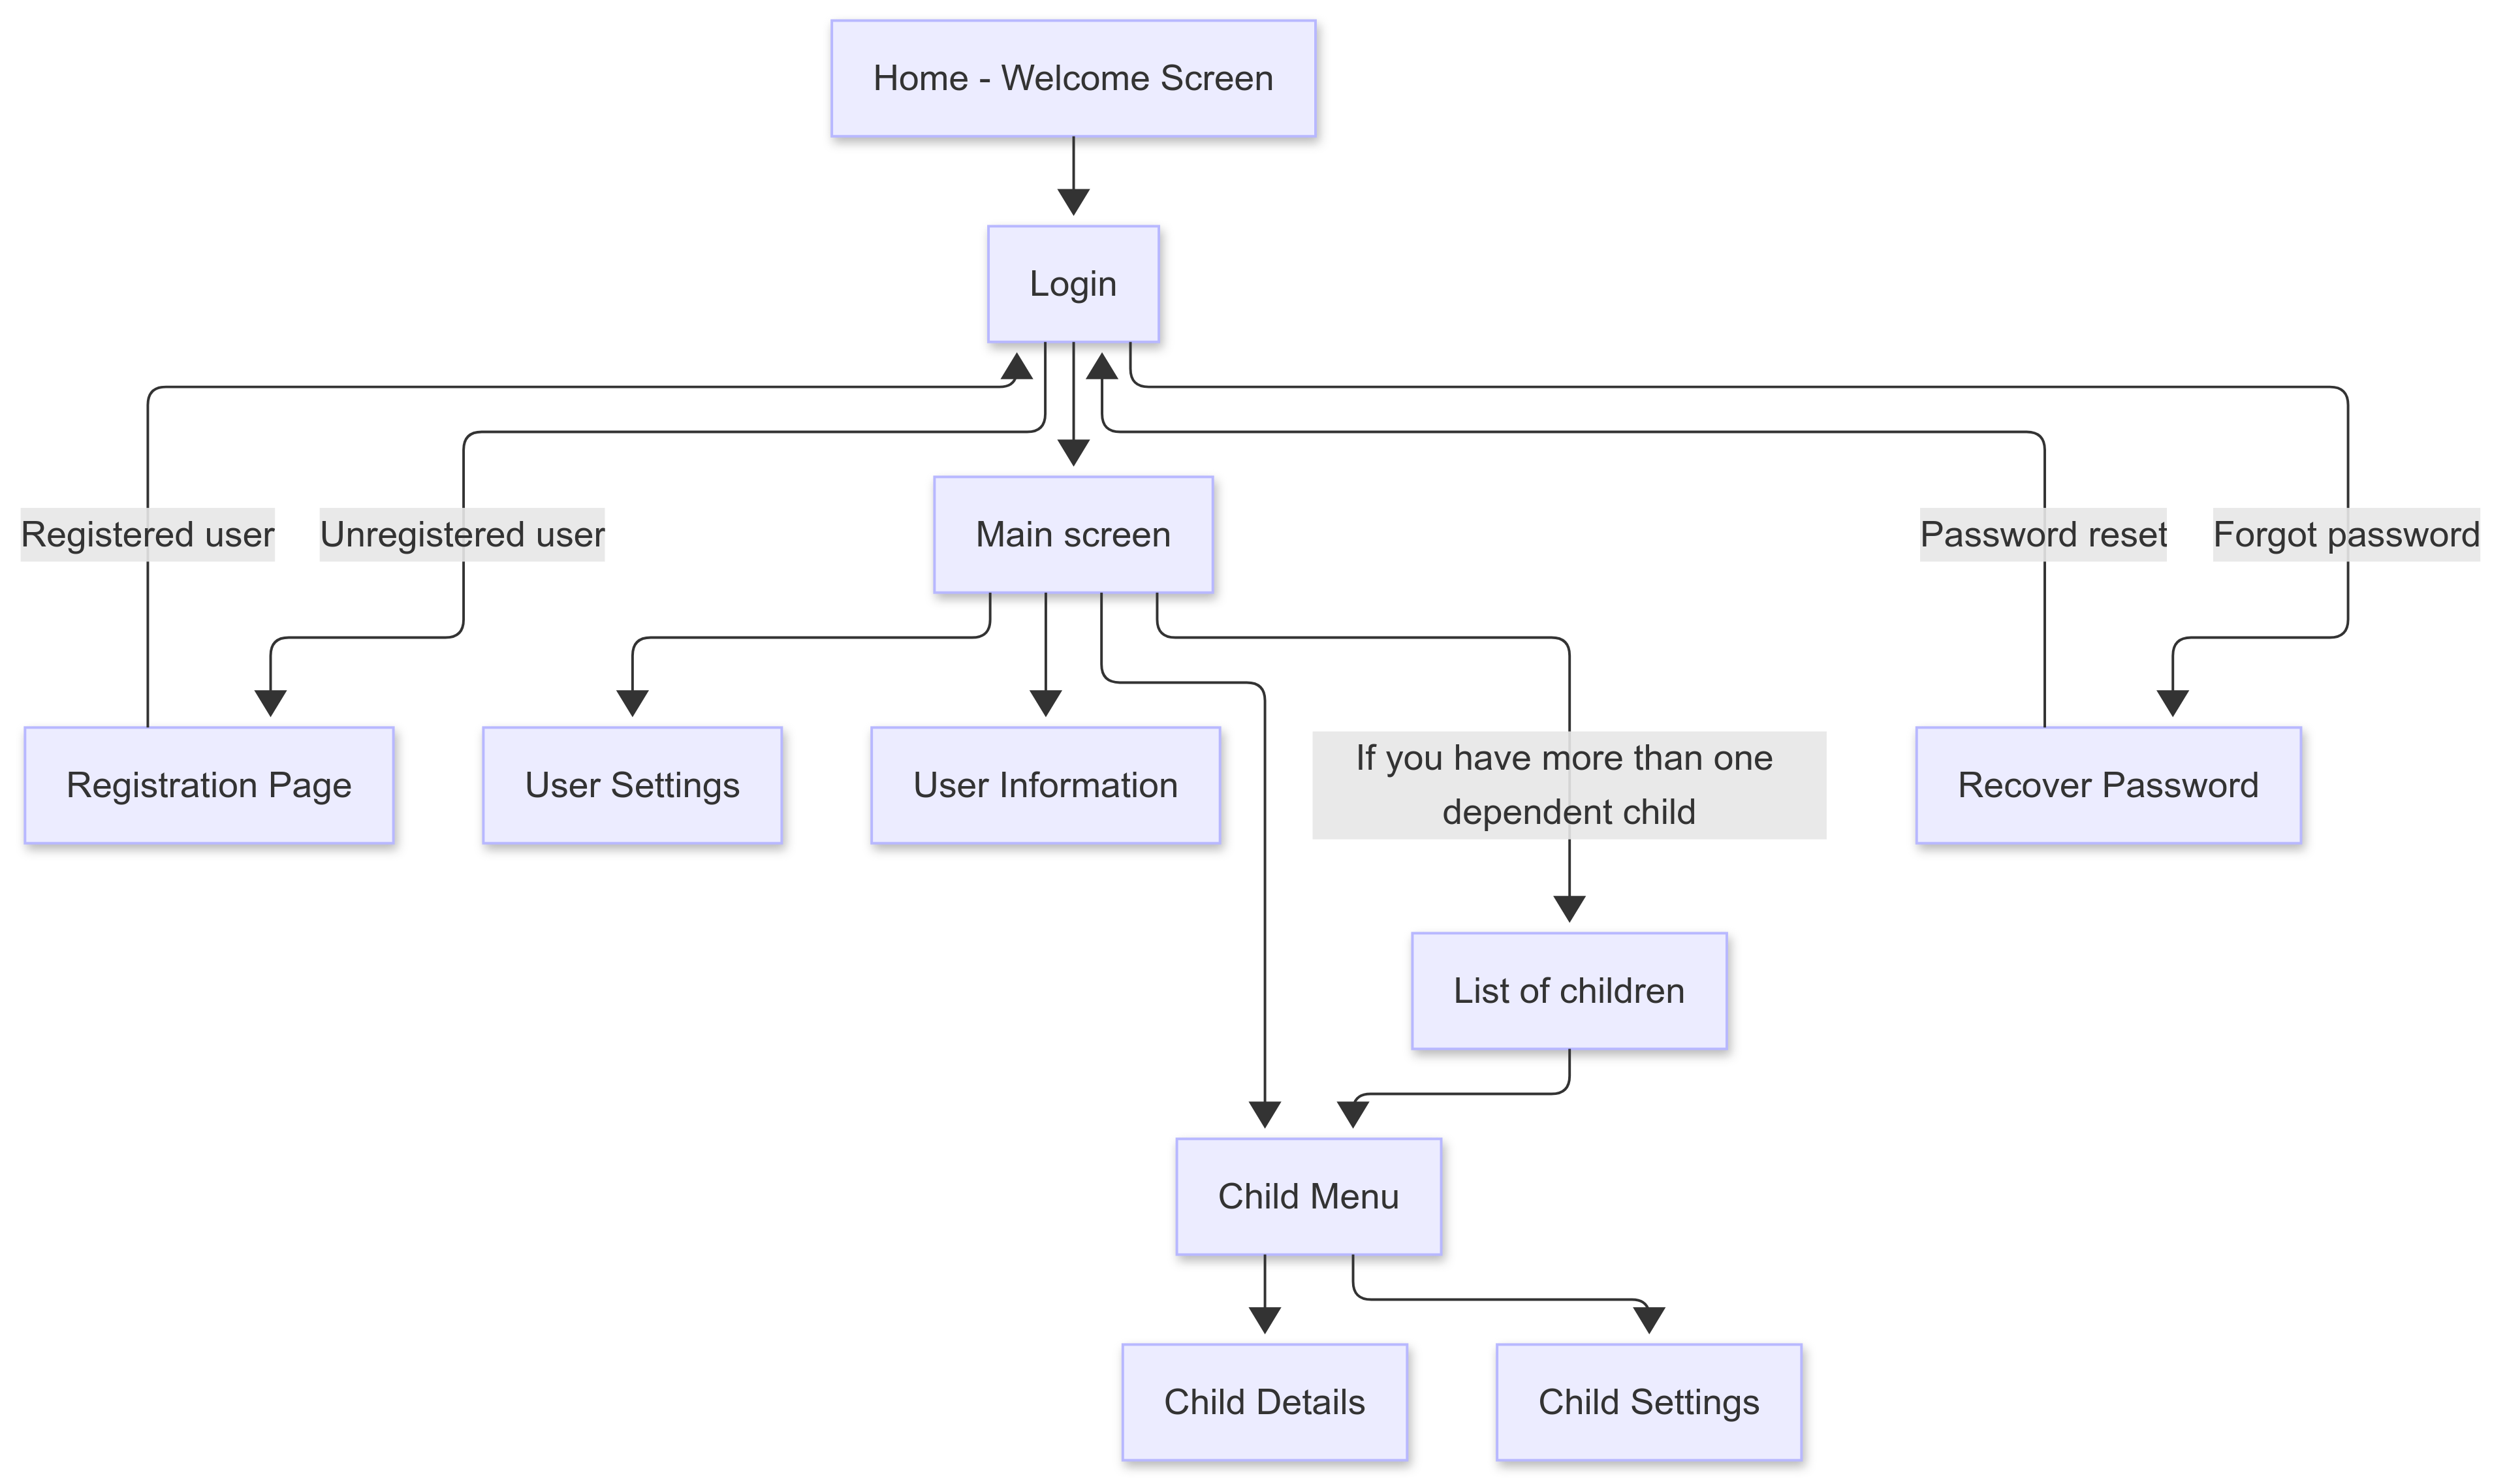 Home - Welcome Screen
Login
Registered user
Unregistered user
Main screen
Password reset
Forgot password
Registration Page
User Settings
User Information
If you have more than one
dependent child
Recover Password
List of children
Child Menu
Child Details
Child Settings